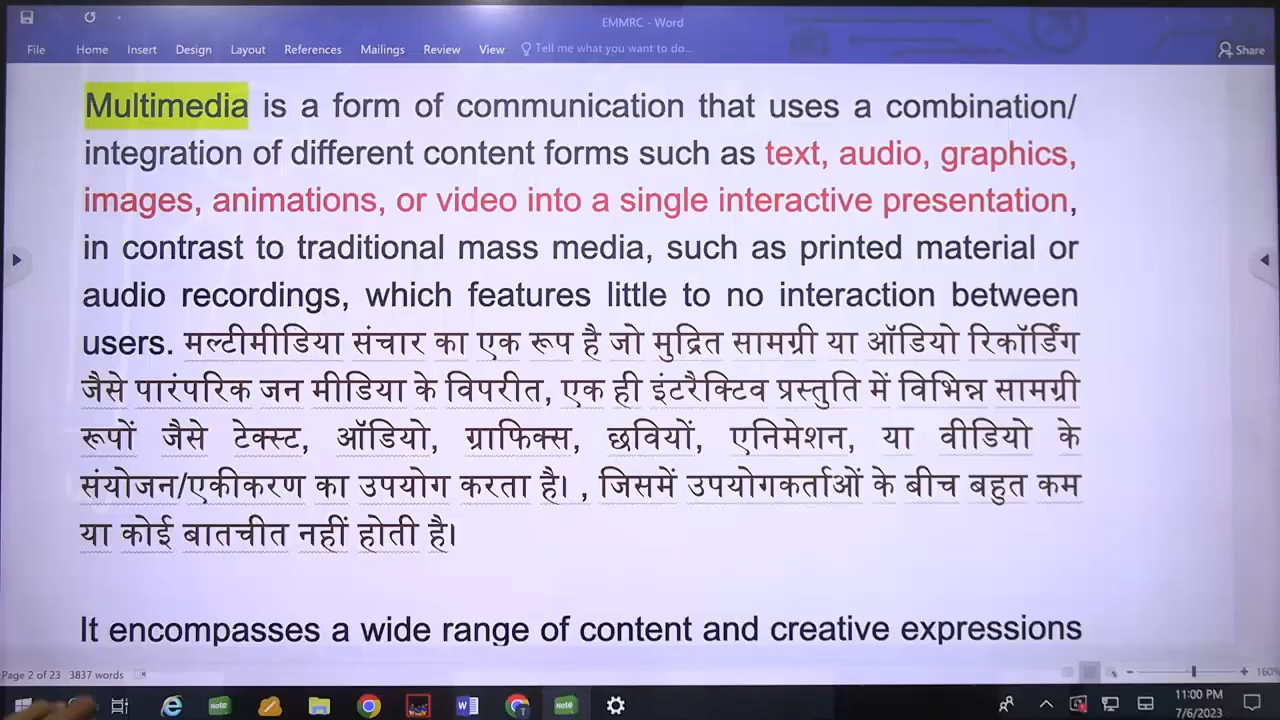 EMMRC - Word
File Home Insert Design Layout References Mailings Review View Tell me what you want to do... Share
Multimedia is a form of communication that uses a combination/
integration of different content forms such as text, audio, graphics,
images, animations, or video into a single interactive presentation,
in contrast to traditional mass media, such as printed material or
audio recordings, which features little to no interaction between
users. मल्टीमीडिया संचार का एक रूप है जो मुद्रित सामग्री या ऑडियो रिकॉर्डिंग
जैसे पारंपरिक जन मीडिया के विपरीत, एक ही इंटरैक्टिव प्रस्तुति में विभिन्न सामग्री
रूपों जैसे टेक्स्ट, ऑडियो, ग्राफिक्स, छवियों, एनिमेशन, या वीडियो के
संयोजन/एकीकरण का उपयोग करता है। , जिसमें उपयोगकर्ताओं के बीच बहुत कम
या कोई बातचीत नहीं होती है।
It encompasses a wide range of content and creative expressions
Page 2 of 23 3837 words 160%
Note Note
11:00 PM
7/6/2023